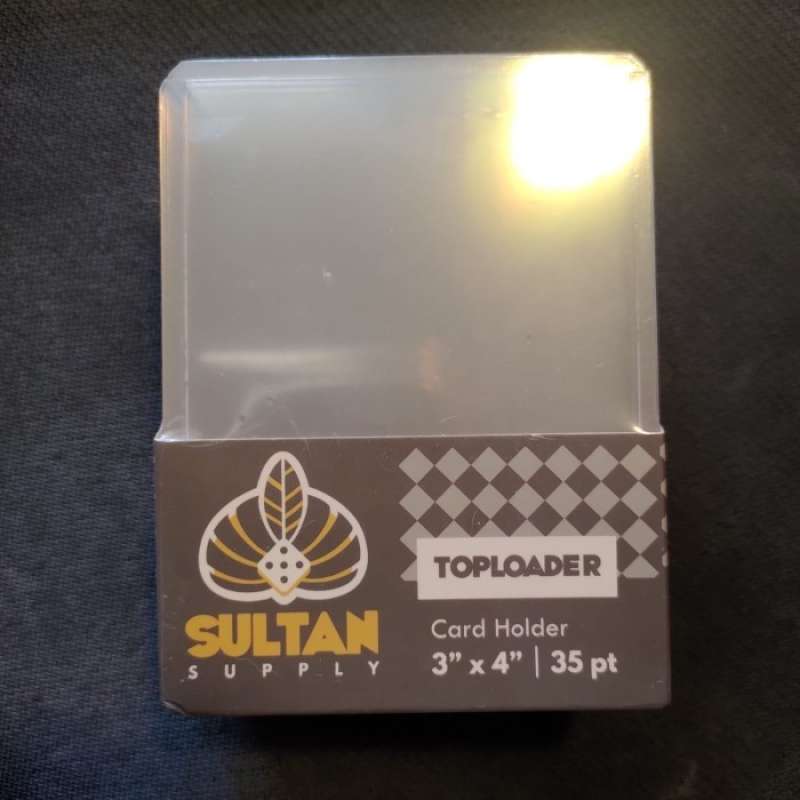 SULTAN
SUPPLY
TOPLOADER
Card Holder
3” x 4” | 35 pt